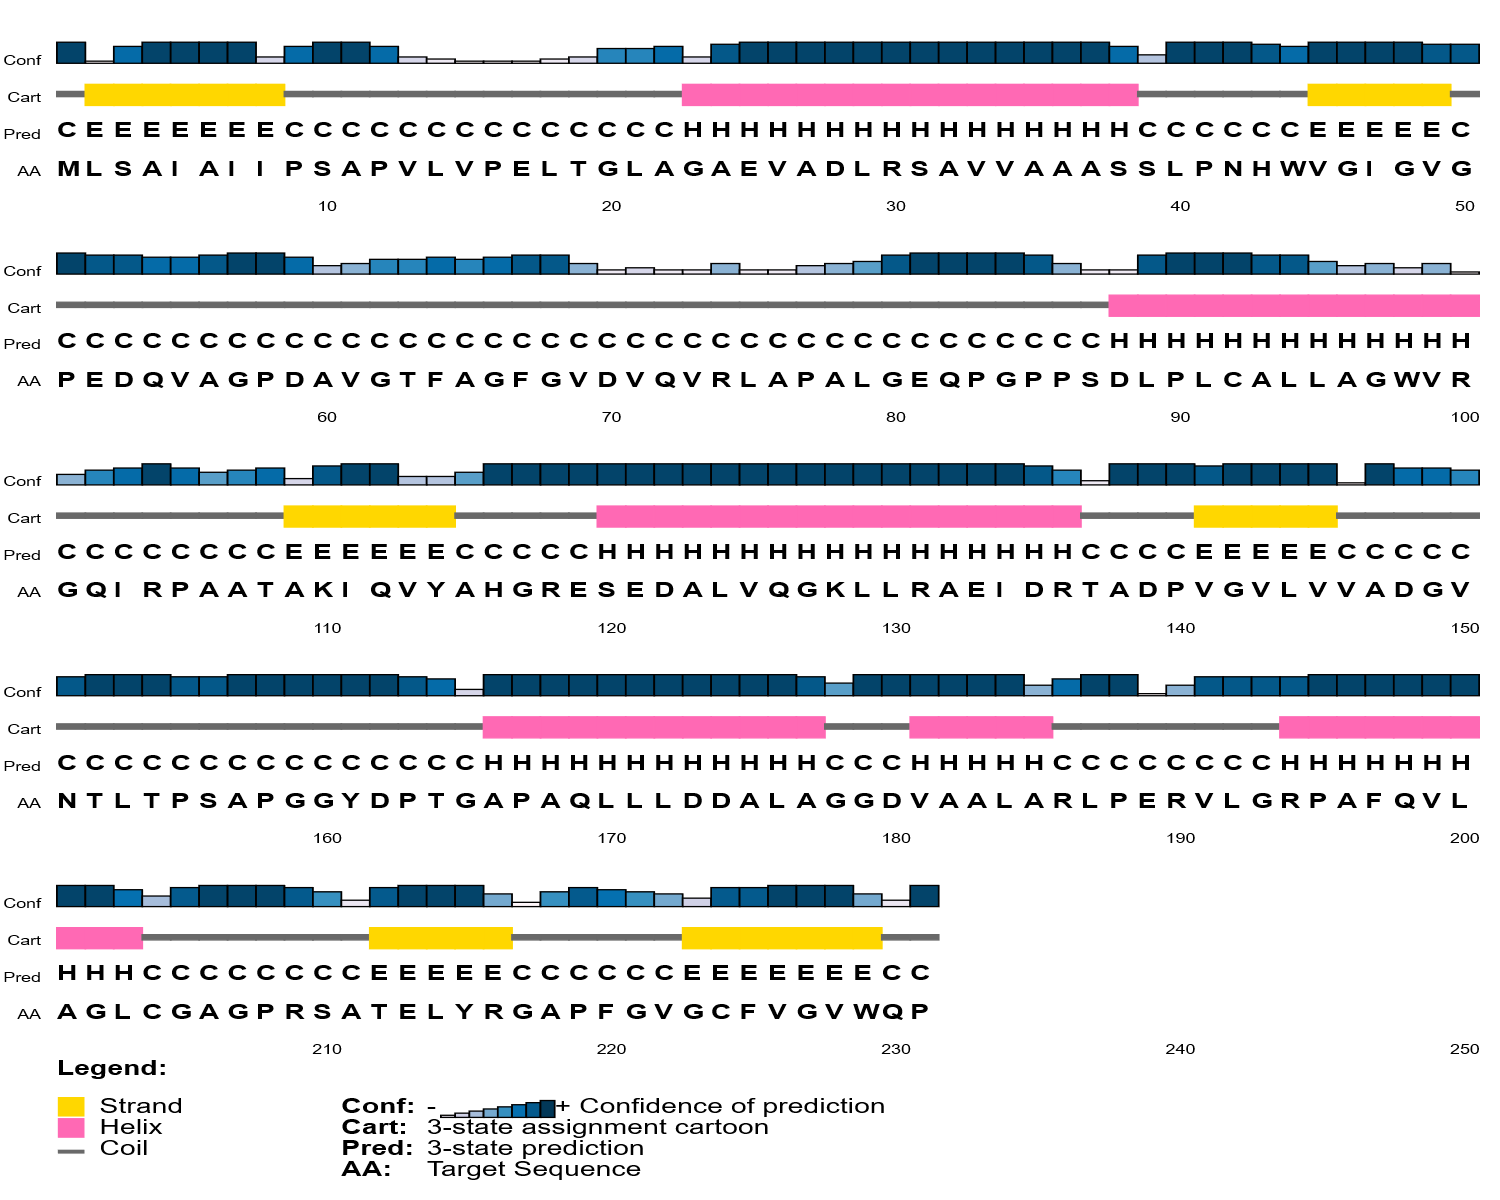 Conf
Cart
Pred C E E E E E E E C C C C C C C C C C C C C C H H H H H H H H H H H H H H H H C C C C C C E E E E E C
AA M L S A I A I I P S A P V L V P E L T G L A G A E V A D L R S A V V A A A S S L P N H W V G I G V G
10 20 30 40 50
Conf
Cart
Pred C C C C C C C C C C C C C C C C C C C C C C C C C C C C C C C C C C C C C H H H H H H H H H H H H H
AA P E D Q V A G P D A V G T F A G F G V D V Q V R L A P A L G E Q P G P P S D L P L C A L L A G W V R
60 70 80 90 100
Conf
Cart
Pred C C C C C C C C E E E E E E C C C C C H H H H H H H H H H H H H H H H H C C C C E E E E E C C C C C
AA G Q I R P A A T A K I Q V Y A H G R E S E D A L V Q G K L L R A E I D R T A D P V G V L V V A D G V
110 120 130 140 150
Conf
Cart
Pred C C C C C C C C C C C C C C C H H H H H H H H H H H H C C C H H H H H C C C C C C C C H H H H H H H
AA N T L T P S A P G G Y D P T G A P A Q L L L D D A L A G G D V A A L A R L P E R V L G R P A F Q V L
160 170 180 190 200
Conf
Cart
Pred H H H C C C C C C C C E E E E E C C C C C C E E E E E E E C C
AA A G L C G A G P R S A T E L Y R G A P F G V G C F V G V W Q P
210 220 230 240 250
Legend:
Strand Conf: - + Confidence of prediction
Helix Cart: 3-state assignment cartoon
Coil Pred: 3-state prediction
AA: Target Sequence